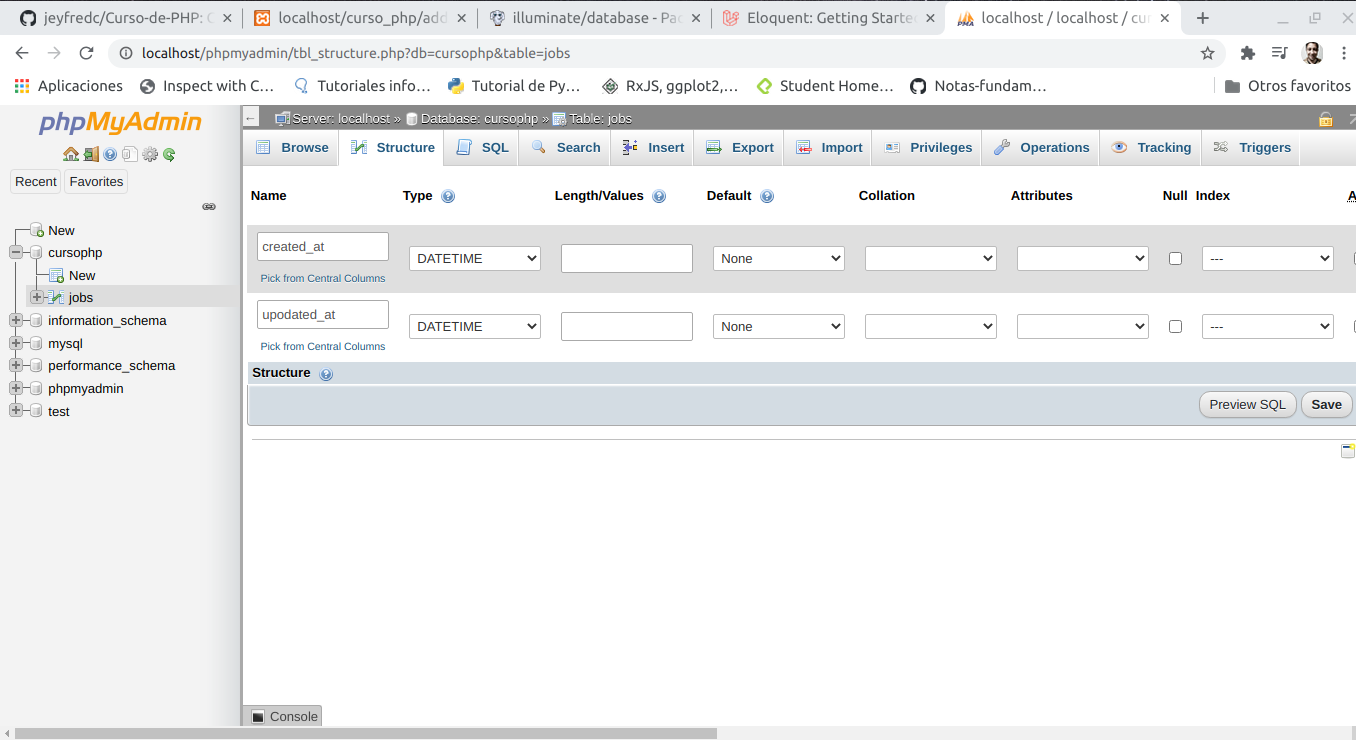 jeyfredc/Curso-de-PHP: C
localhost/curso_php/add
illuminate/database - Pac
Eloquent: Getting Starte
localhost / localhost / cur
localhost/phpmyadmin/tbl_structure.php?db=cursophp&table=jobs
Aplicaciones
Inspect with C...
Tutoriales info...
Tutorial de Py...
RxJS, ggplot2,...
Student Home...
Notas-fundam...
Otros favoritos
phpMyAdmin
Recent
Favorites
New
cursophp
New
jobs
information_schema
mysql
performance_schema
phpmyadmin
test
Server: localhost » Database: cursophp » Table: jobs
Browse
Structure
SQL
Search
Insert
Export
Import
Privileges
Operations
Tracking
Triggers
Name
Type
Length/Values
Default
Collation
Attributes
Null
Index
A
created_at
DATETIME
None
---
Pick from Central Columns
upodated_at
DATETIME
None
---
Pick from Central Columns
Structure
Preview SQL
Save
Console